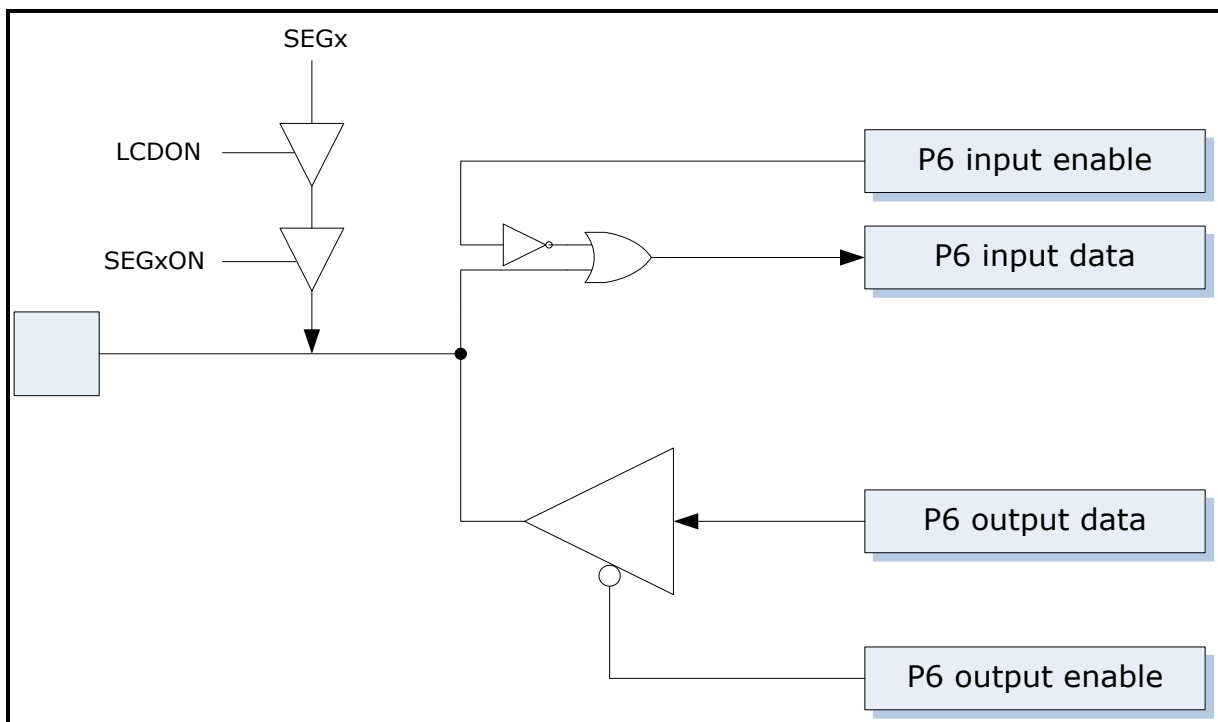 SEGx
LCDON
SEGxON
P6 input enable
P6 input data
P6 output data
P6 output enable